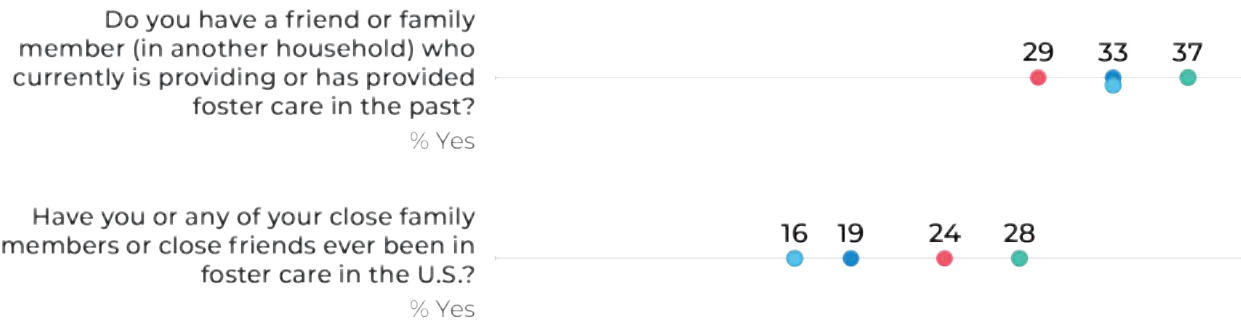 Do you have a friend or family
member (in another household) who
currently is providing or has provided
foster care in the past?
% Yes
29 33 37
Have you or any of your close family
members or close friends ever been in
foster care in the U.S.?
% Yes
16 19 24 28